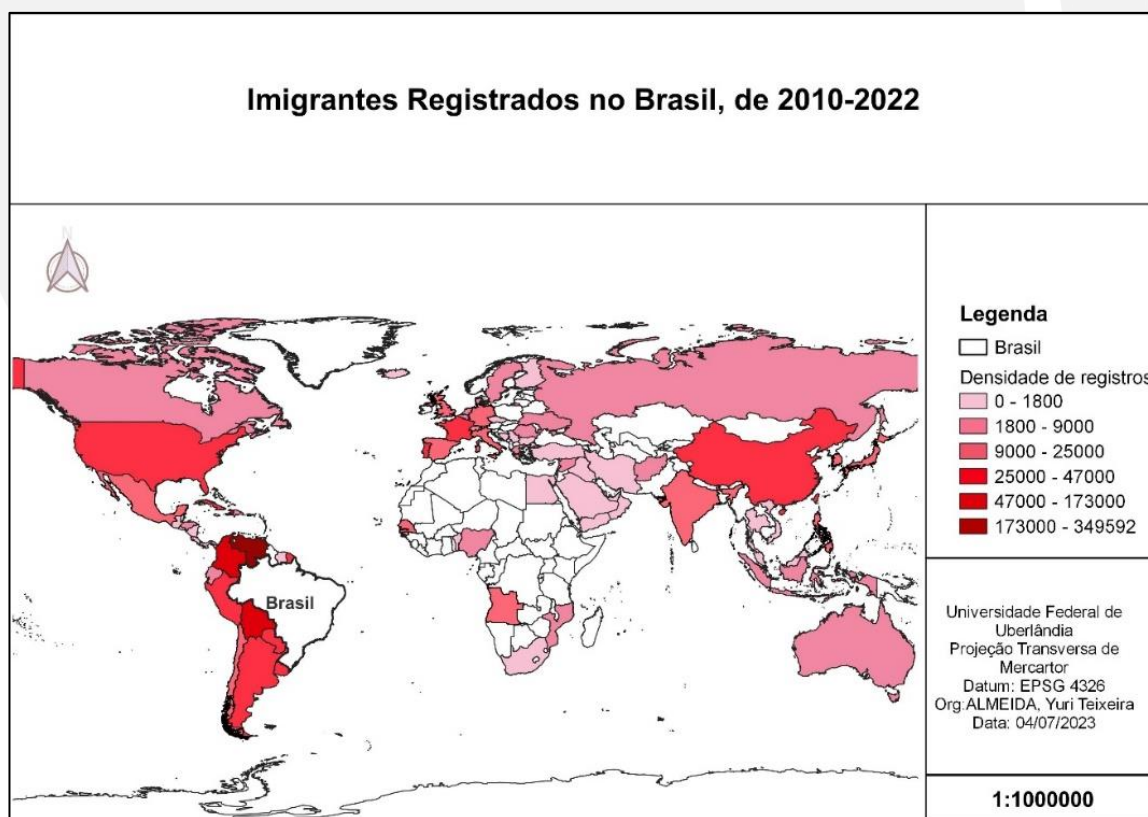 Imigrantes Registrados no Brasil, de 2010-2022
N
Brasil
Legenda
Brasil
Densidade de registros
0 - 1800
1800 - 9000
9000 - 25000
25000 - 47000
47000 - 173000
173000 - 349592
Universidade Federal de
Uberlândia
Projeção Transversa de
Mercartor
Datum: EPSG 4326
Org:ALMEIDA, Yuri Teixeira
Data: 04/07/2023
1:1000000